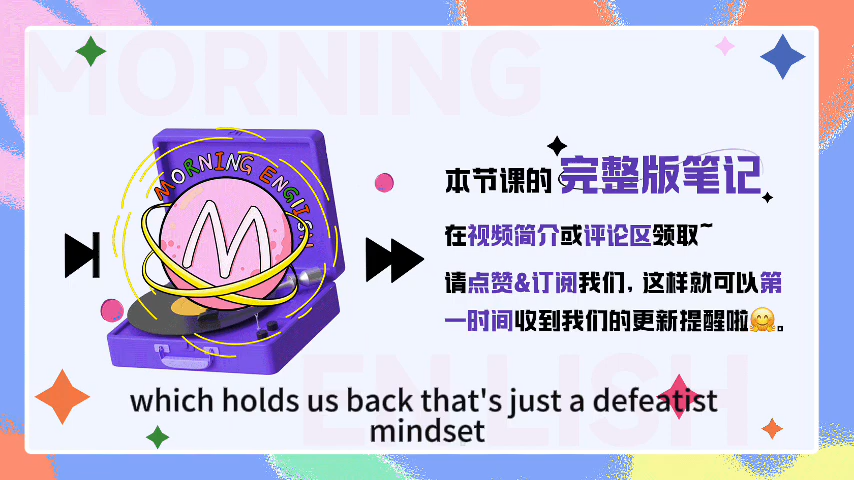 MORNING
MORNING ENGLISH
M
本节课的 完整版笔记
在视频简介或评论区领取~
请点赞&订阅我们, 这样就可以第
一时间收到我们的更新提醒啦🤗。
ENGLISH
which holds us back that's just a defeatist
mindset